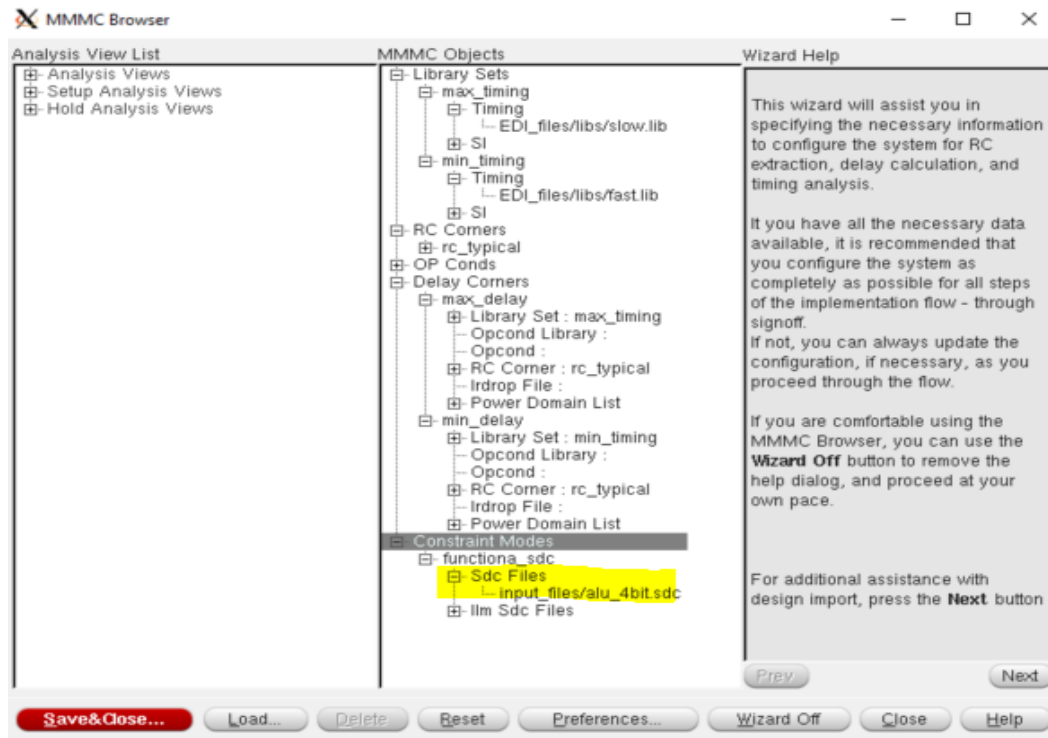 MMMC Browser
Analysis View List
Analysis Views
Setup Analysis Views
Hold Analysis Views
MMMC Objects
Library Sets
max_timing
Timing
EDI_files/libs/slow.lib
SI
min_timing
Timing
EDI_files/libs/fast.lib
SI
RC Corners
rc_typical
OP Conds
Delay Corners
max_delay
Library Set : max_timing
Opcond Library :
Opcond :
RC Corner : rc_typical
Irdrop File :
Power Domain List
min_delay
Library Set : min_timing
Opcond Library :
Opcond :
RC Corner : rc_typical
Irdrop File :
Power Domain List
Constraint Modes
functiona_sdc
Sdc Files
input_files/alu_4bit.sdc
Ilm Sdc Files
Wizard Help
This wizard will assist you in
specifying the necessary information
to configure the system for RC
extraction, delay calculation, and
timing analysis.
It you have all the necessary data
available, it is recommended that
you configure the system as
completely as possible for all steps
of the implementation flow - through
signoff.
If not, you can always update the
configuration, if necessary, as you
proceed through the flow.
If you are comfortable using the
MMMC Browser, you can use the
Wizard Off button to remove the
help dialog, and proceed at your
own pace.
For additional assistance with
design import, press the Next button
Prev Next
Save&Close... Load... Delete Reset Preferences... Wizard Off Close Help